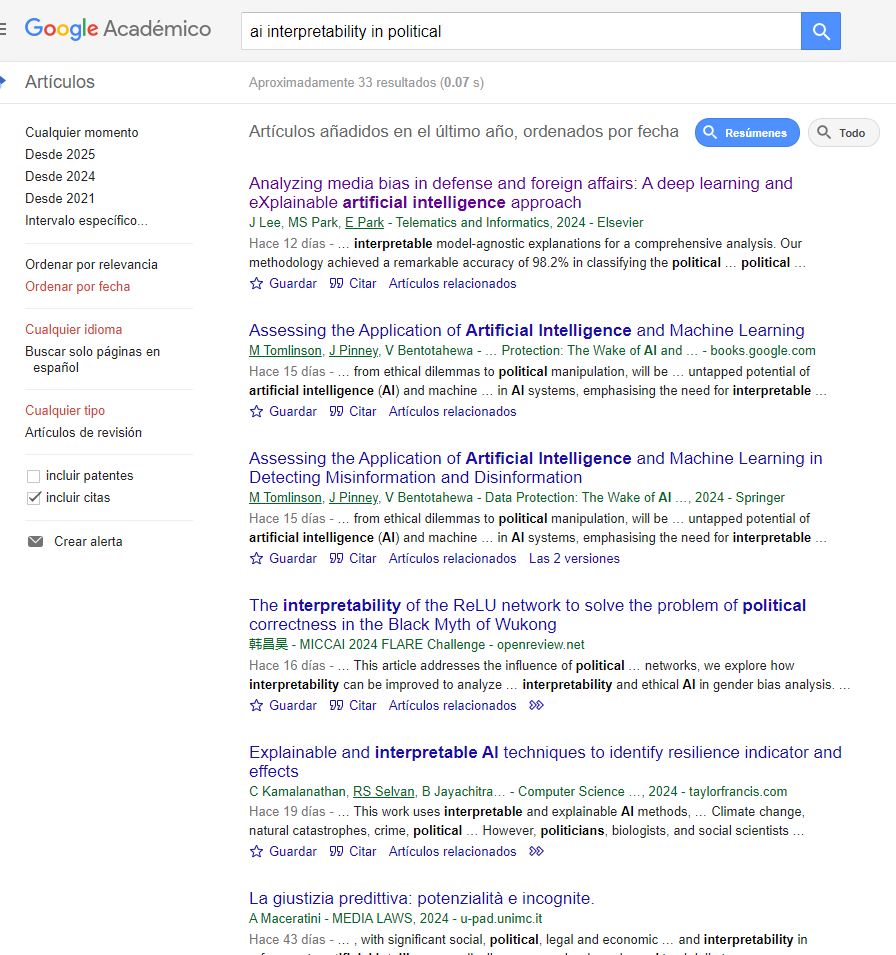 Google Académico
ai interpretability in political
Artículos
Aproximadamente 33 resultados (0.07 s)
Cualquier momento
Desde 2025
Desde 2024
Desde 2021
Intervalo específico...
Ordenar por relevancia
Ordenar por fecha
Cualquier idioma
Buscar solo páginas en
español
Cualquier tipo
Artículos de revisión
incluir patentes
incluir citas
Crear alerta
Artículos añadidos en el último año, ordenados por fecha
Resúmenes
Todo
Analyzing media bias in defense and foreign affairs: A deep learning and
eXplainable artificial intelligence approach
J Lee, MS Park, E Park - Telematics and Informatics, 2024 - Elsevier
Hace 12 días - … interpretable model-agnostic explanations for a comprehensive analysis. Our
methodology achieved a remarkable accuracy of 98.2% in classifying the political … political …
Guardar Citar Artículos relacionados
Assessing the Application of Artificial Intelligence and Machine Learning
M Tomlinson, J Pinney, V Bentotahewa - … Protection: The Wake of AI and … - books.google.com
Hace 15 días - … from ethical dilemmas to political manipulation, will be … untapped potential of
artificial intelligence (AI) and machine … in AI systems, emphasising the need for interpretable …
Guardar Citar Artículos relacionados
Assessing the Application of Artificial Intelligence and Machine Learning in
Detecting Misinformation and Disinformation
M Tomlinson, J Pinney, V Bentotahewa - Data Protection: The Wake of AI …, 2024 - Springer
Hace 15 días - … from ethical dilemmas to political manipulation, will be … untapped potential of
artificial intelligence (AI) and machine … in AI systems, emphasising the need for interpretable …
Guardar Citar Artículos relacionados Las 2 versiones
The interpretability of the ReLU network to solve the problem of political
correctness in the Black Myth of Wukong
韩昌昊 - MICCAI 2024 FLARE Challenge - openreview.net
Hace 16 días - … This article addresses the influence of political … networks, we explore how
interpretability can be improved to analyze … interpretability and ethical AI in gender bias analysis. …
Guardar Citar Artículos relacionados
Explainable and interpretable AI techniques to identify resilience indicator and
effects
C Kamalanathan, RS Selvan, B Jayachitra… - Computer Science …, 2024 - taylorfrancis.com
Hace 19 días - … This work uses interpretable and explainable AI methods, … Climate change,
natural catastrophes, crime, political … However, politicians, biologists, and social scientists …
Guardar Citar Artículos relacionados
La giustizia predittiva: potenzialità e incognite.
A Maceratini - MEDIA LAWS, 2024 - u-pad.unimc.it
Hace 43 días - … , with significant social, political, legal and economic … and interpretability in